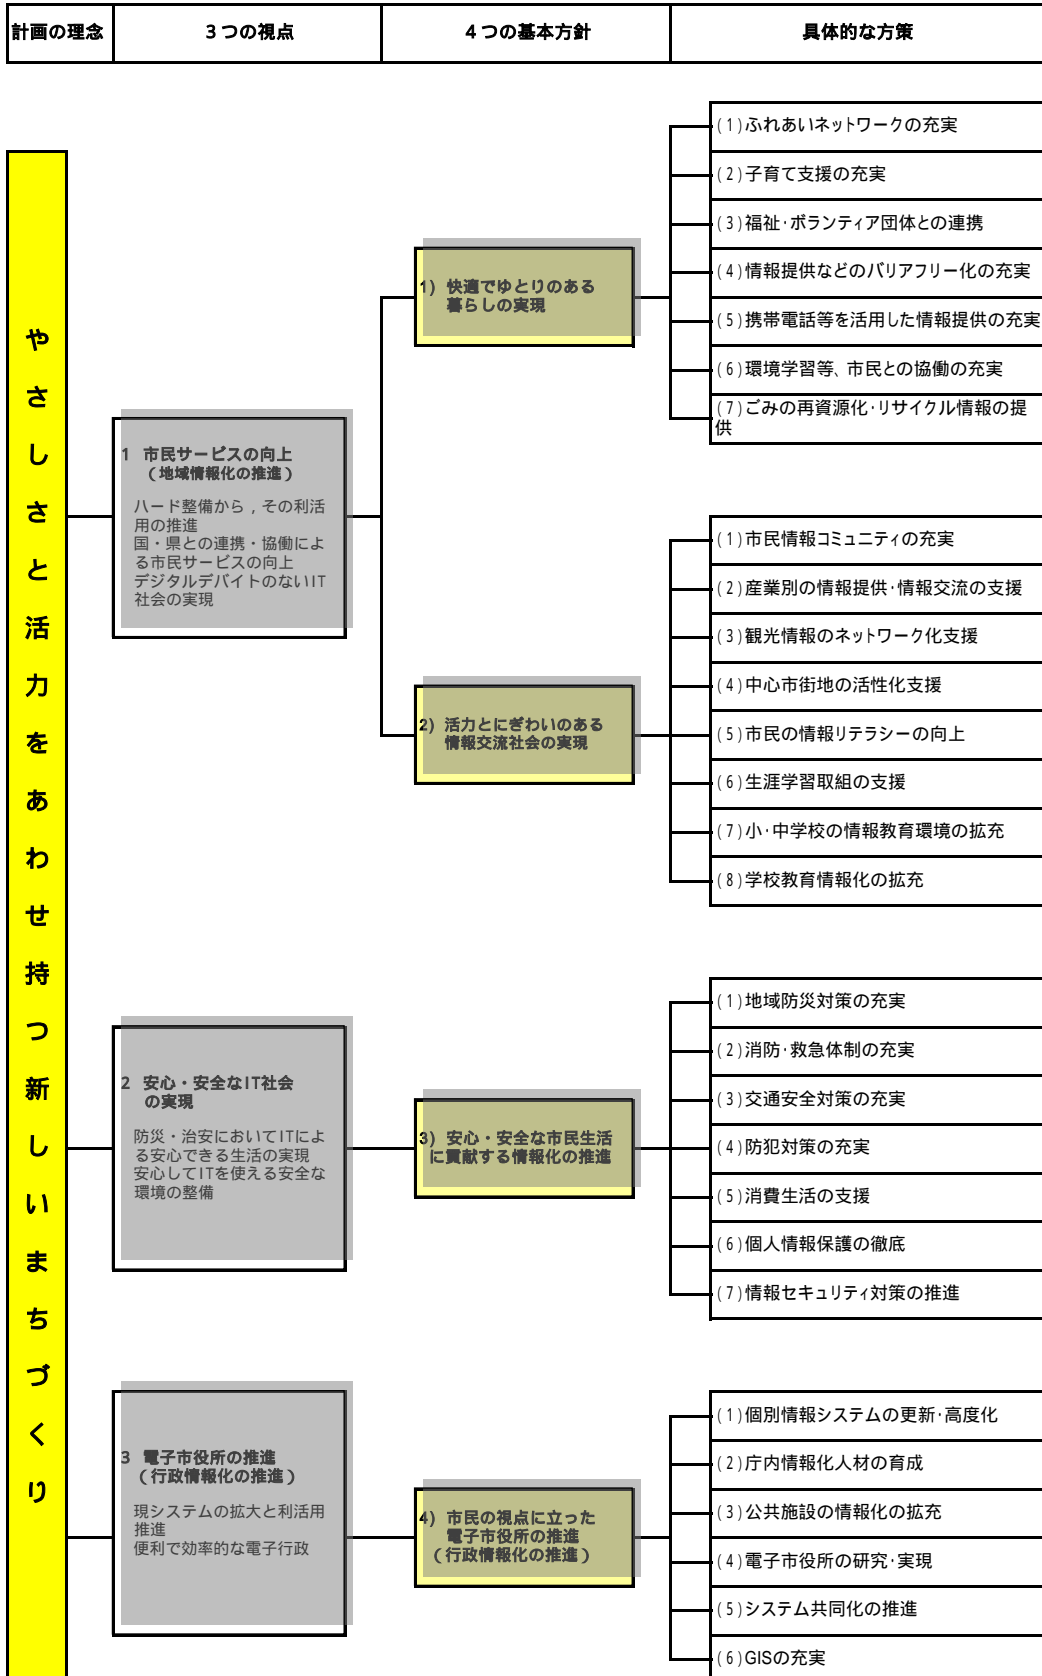 計画の理念
３つの視点
４つの基本方針
具体的な方策
やさしさと活力をあわせ持つ新しいまちづくり
1 市民サービスの向上
（地域情報化の推進）
ハード整備から，その利活
用の推進
国・県との連携・協働によ
る市民サービスの向上
デジタルデバイトのないIT
社会の実現
1) 快適でゆとりのある
暮らしの実現
(1)ふれあいネットワークの充実
(2)子育て支援の充実
(3)福祉･ボランティア団体との連携
(4)情報提供などのバリアフリー化の充実
(5)携帯電話等を活用した情報提供の充実
(6)環境学習等、市民との協働の充実
(7)ごみの再資源化･リサイクル情報の提
供
2) 活力とにぎわいのある
情報交流社会の実現
(1)市民情報コミュニティの充実
(2)産業別の情報提供･情報交流の支援
(3)観光情報のネットワーク化支援
(4)中心市街地の活性化支援
(5)市民の情報リテラシーの向上
(6)生涯学習取組の支援
(7)小･中学校の情報教育環境の拡充
(8)学校教育情報化の拡充
2 安心・安全なIT社会
の実現
防災・治安においてITによ
る安心できる生活の実現
安心してITを使える安全な
環境の整備
3) 安心・安全な市民生活
に貢献する情報化の推進
(1)地域防災対策の充実
(2)消防･救急体制の充実
(3)交通安全対策の充実
(4)防犯対策の充実
(5)消費生活の支援
(6)個人情報保護の徹底
(7)情報セキュリティ対策の推進
3 電子市役所の推進
（行政情報化の推進）
現システムの拡大と利活用
推進
便利で効率的な電子行政
4) 市民の視点に立った
電子市役所の推進
（行政情報化の推進）
(1)個別情報システムの更新･高度化
(2)庁内情報化人材の育成
(3)公共施設の情報化の拡充
(4)電子市役所の研究･実現
(5)システム共同化の推進
(6)GISの充実